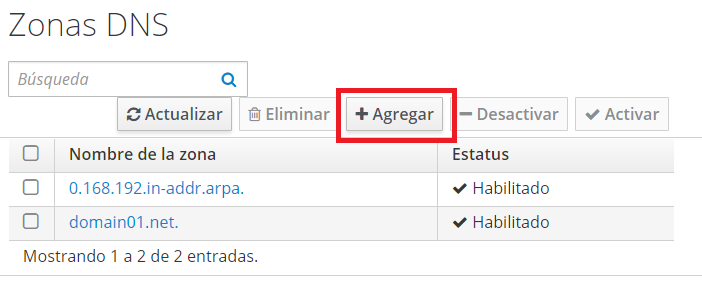 Zonas DNS
Búsqueda
Actualizar Eliminar Agregar Desactivar Activar
Nombre de la zona Estatus
0.168.192.in-addr.arpa. Habilitado
domain01.net. Habilitado
Mostrando 1 a 2 de 2 entradas.